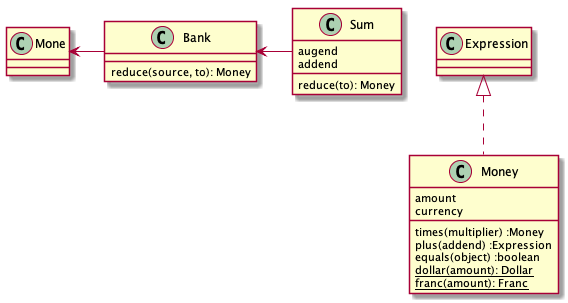 C Mone
C Bank
reduce(source, to): Money
C Sum
augend
addend
reduce(to): Money
C Expression
C Money
amount
currency
times(multiplier) :Money
plus(addend) :Expression
equals(object) :boolean
dollar(amount): Dollar
franc(amount): Franc